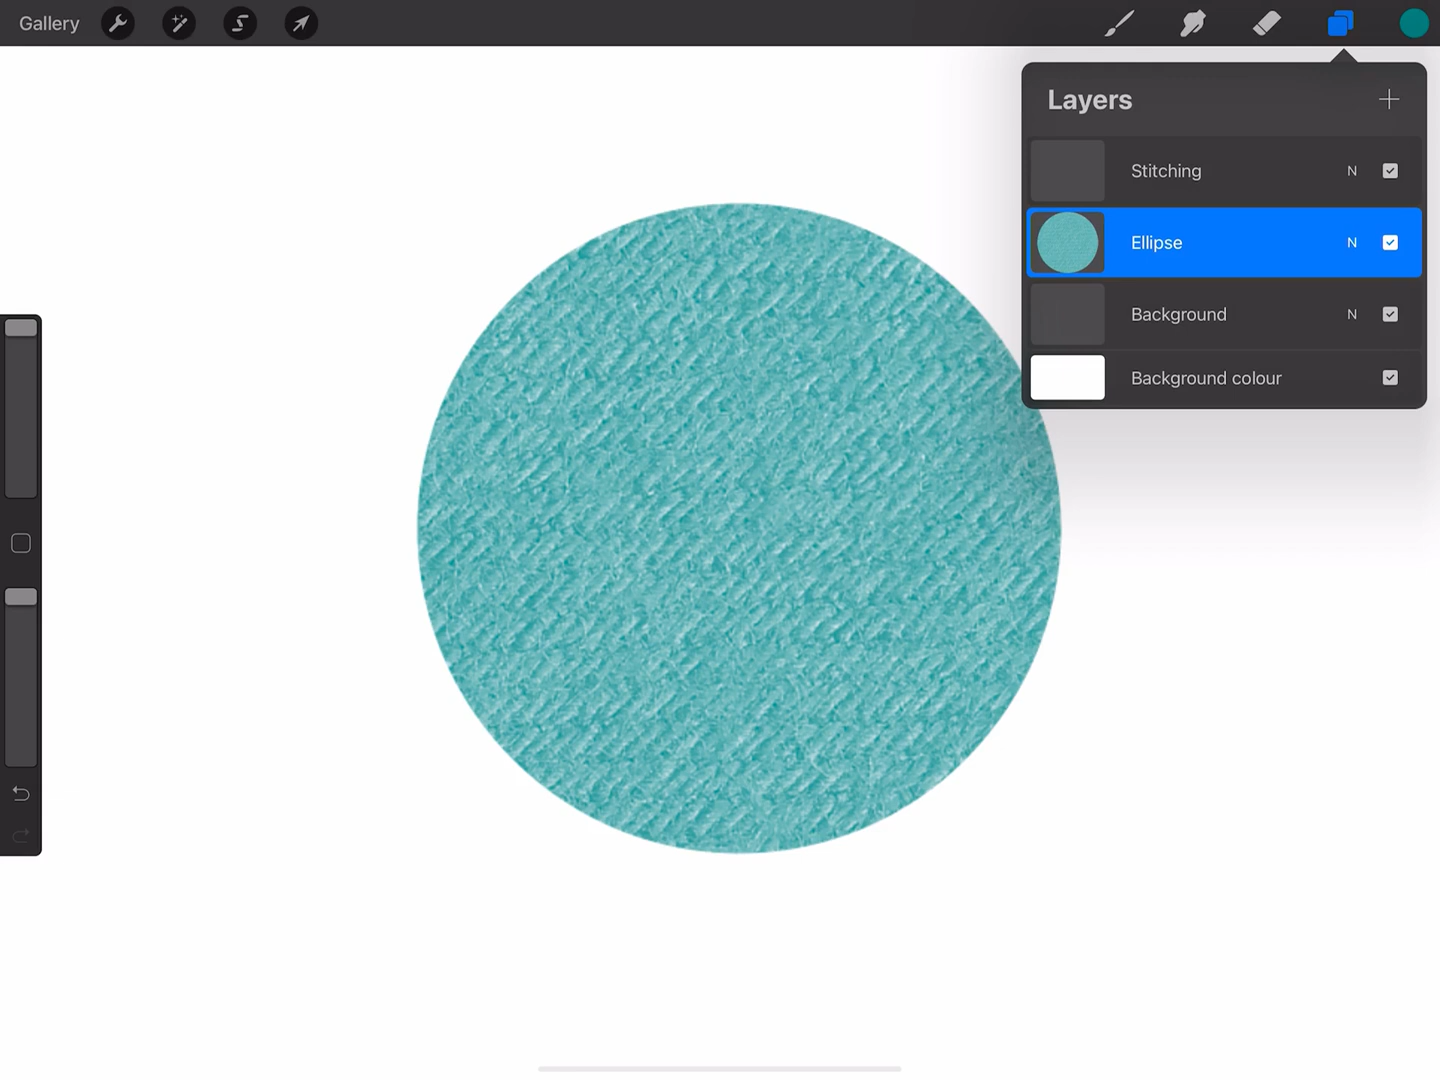 Gallery
Layers
Stitching N
Ellipse N
Background N
Background colour